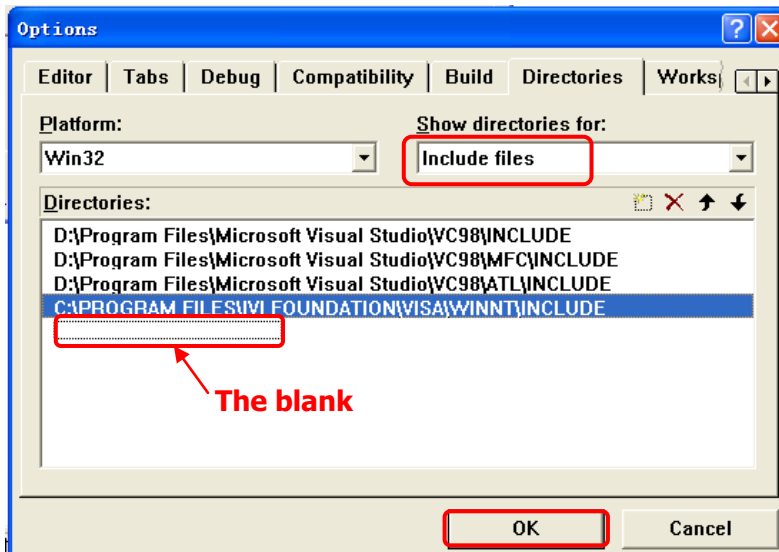 Options
Editor Tabs Debug Compatibility Build Directories Works
Platform: Show directories for:
Win32 Include files
Directories:
D:\Program Files\Microsoft Visual Studio\VC98\INCLUDE
D:\Program Files\Microsoft Visual Studio\VC98\MFC\INCLUDE
D:\Program Files\Microsoft Visual Studio\VC98\ATL\INCLUDE
C:\PROGRAM FILES\IVI FOUNDATION\VISA\WINNT\INCLUDE
The blank
OK Cancel